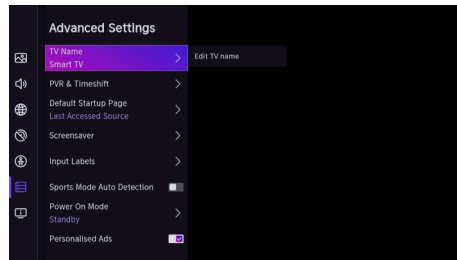 Advanced Settings
TV Name
Smart TV
Edit TV name
PVR & Timeshift
Default Startup Page
Last Accessed Source
Screensaver
Input Labels
Sports Mode Auto Detection
Power On Mode
Standby
Personalised Ads